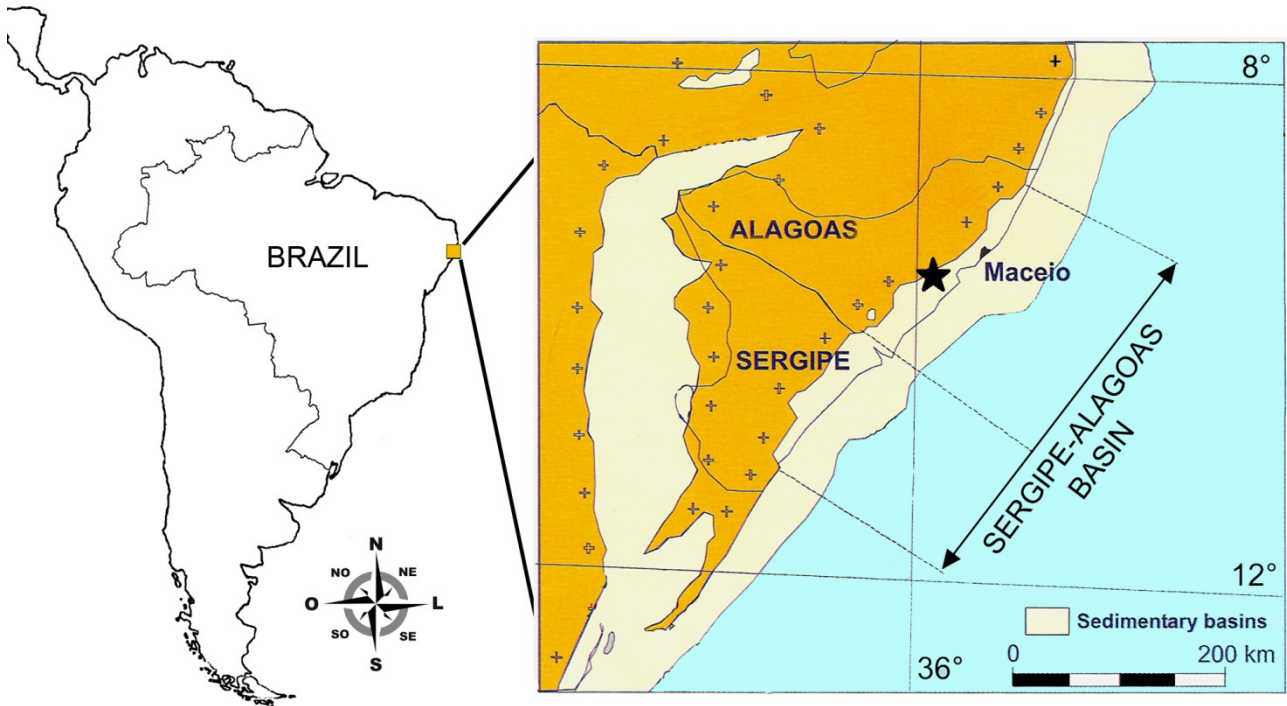 BRAZIL
N
NO
NE
O
L
SO
SE
S
8°
ALAGOAS
Maceio
SERGIPE
SERGIPE-ALAGOAS
BASIN
12°
Sedimentary basins
36°
0
200 km